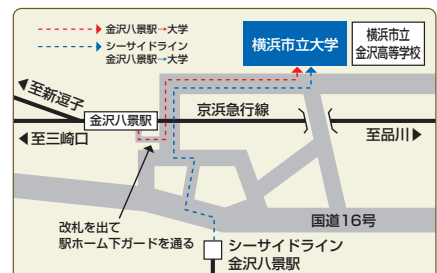 金沢八景駅→大学
シーサイドライン
金沢八景駅→大学
横浜市立大学
横浜市立
金沢高等学校
至新逗子
金沢八景駅
京浜急行線
至三崎口
至品川
改札を出て
駅ホーム下ガードを通る
国道16号
シーサイドライン
金沢八景駅